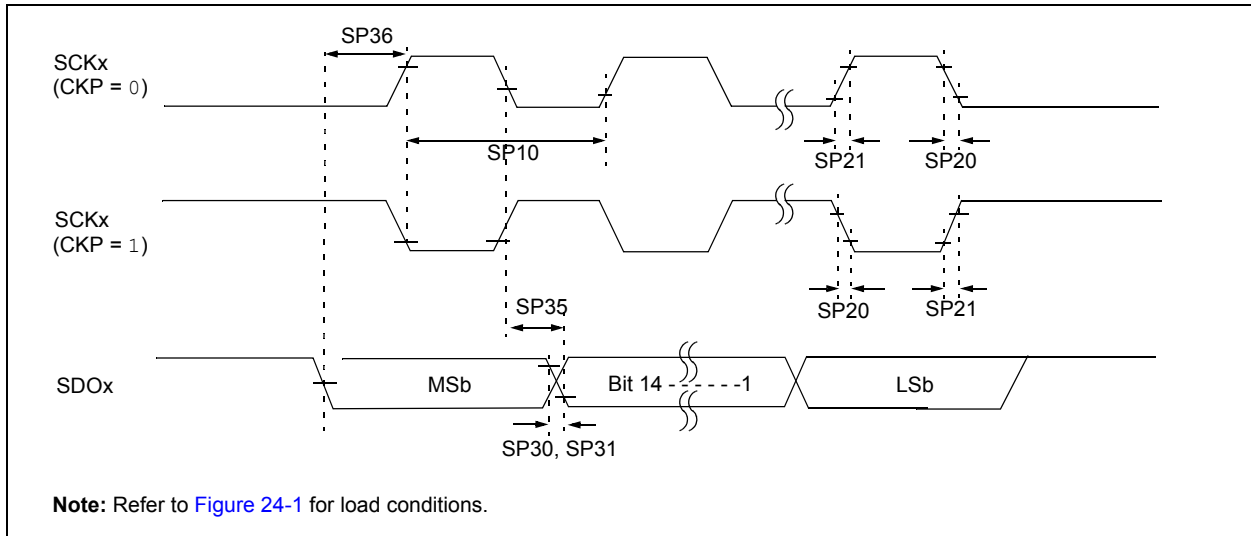 SP36
SCKx
(CKP = 0)
SP10
SP21
SP20
SCKx
(CKP = 1)
SP35
SP20
SP21
SDOx
MSb
Bit 14 - - - - - -1
LSb
SP30, SP31
Note: Refer to Figure 24-1 for load conditions.